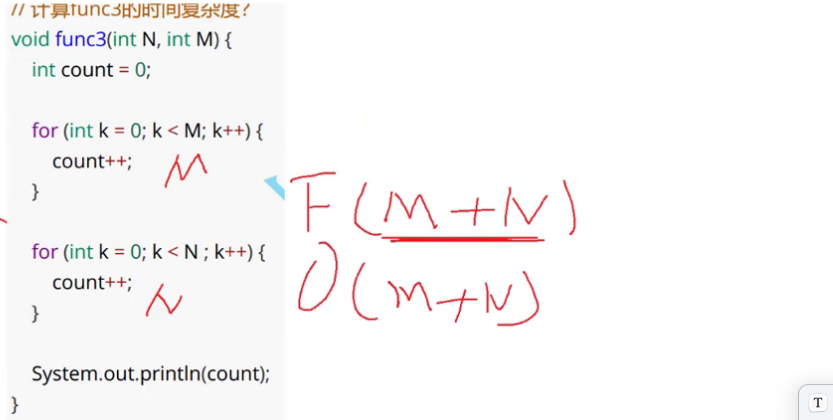 // 计算func3的时间复杂度?
void func3(int N, int M) {
int count = 0;
for (int k = 0; k < M; k++) {
count++;
M
}
F(M+N)
for (int k = 0; k < N ; k++) {
count++;
N
}
O(M+N)
System.out.println(count);
}
T